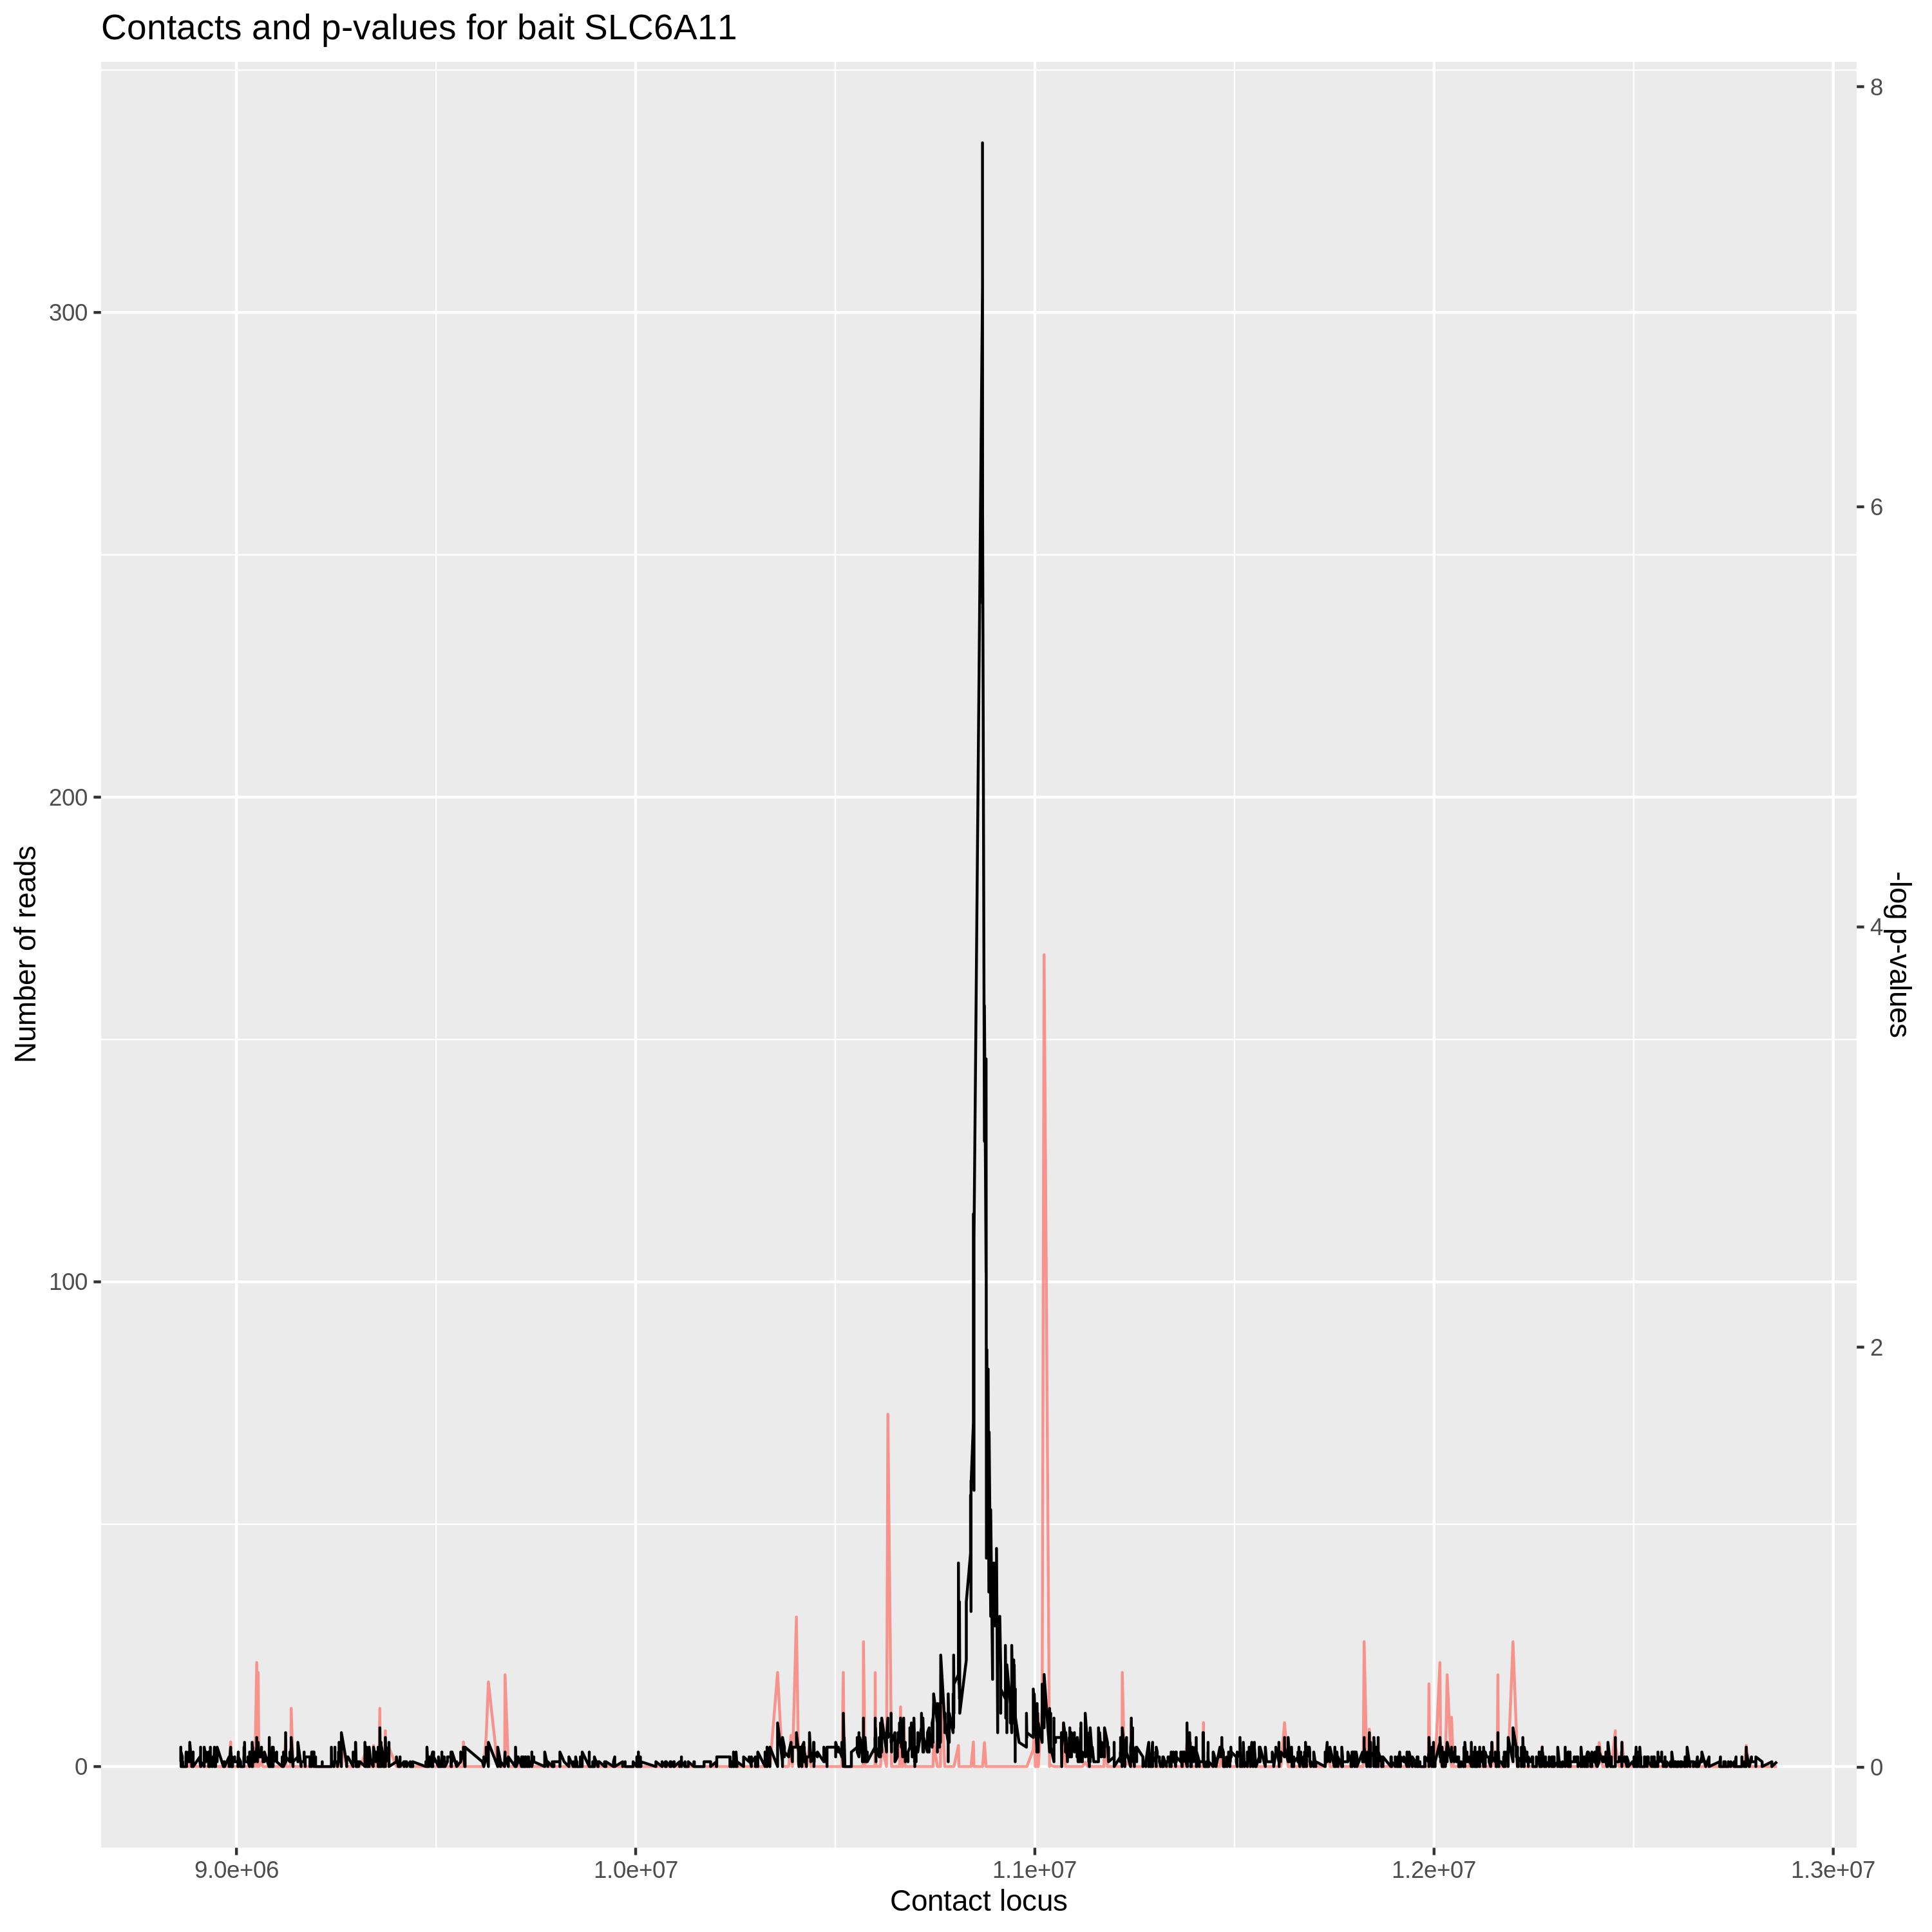 Contacts and p-values for bait SLC6A11
300
200
100
0
Number of reads
8
6
4
2
0
-log p-values
9.0e+06
1.0e+07
1.1e+07
1.2e+07
1.3e+07
Contact locus